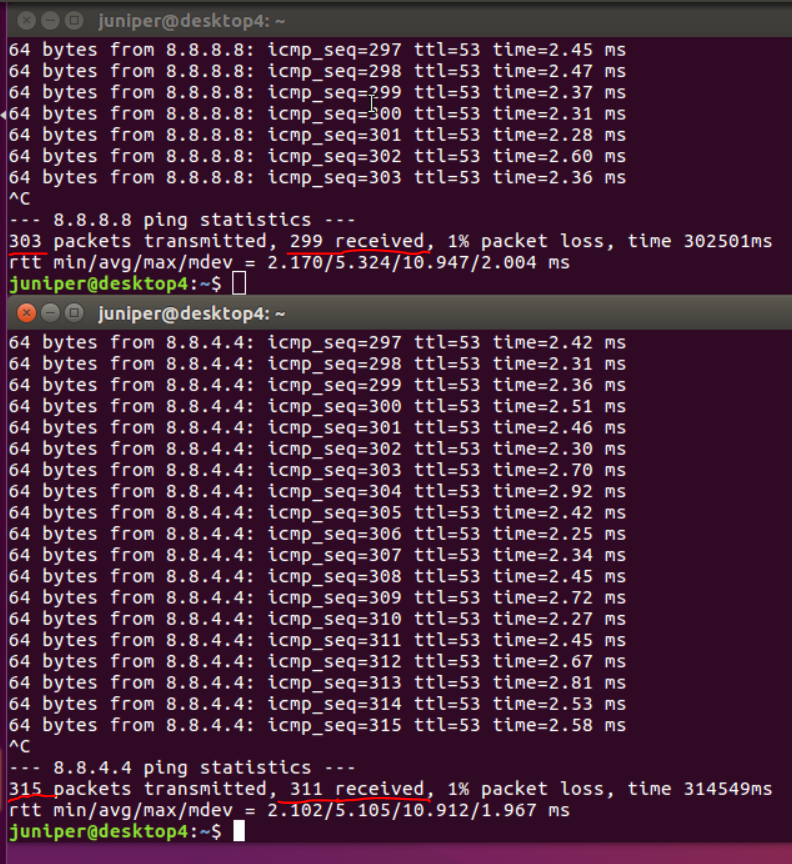 juniper@desktop4: ~
64 bytes from 8.8.8.8: icmp_seq=297 ttl=53 time=2.45 ms
64 bytes from 8.8.8.8: icmp_seq=298 ttl=53 time=2.47 ms
64 bytes from 8.8.8.8: icmp_seq=299 ttl=53 time=2.37 ms
64 bytes from 8.8.8.8: icmp_seq=300 ttl=53 time=2.31 ms
64 bytes from 8.8.8.8: icmp_seq=301 ttl=53 time=2.28 ms
64 bytes from 8.8.8.8: icmp_seq=302 ttl=53 time=2.60 ms
64 bytes from 8.8.8.8: icmp_seq=303 ttl=53 time=2.36 ms
^C
--- 8.8.8.8 ping statistics ---
303 packets transmitted, 299 received, 1% packet loss, time 302501ms
rtt min/avg/max/mdev = 2.170/5.324/10.947/2.004 ms
juniper@desktop4:~$
juniper@desktop4: ~
64 bytes from 8.8.4.4: icmp_seq=297 ttl=53 time=2.42 ms
64 bytes from 8.8.4.4: icmp_seq=298 ttl=53 time=2.31 ms
64 bytes from 8.8.4.4: icmp_seq=299 ttl=53 time=2.36 ms
64 bytes from 8.8.4.4: icmp_seq=300 ttl=53 time=2.51 ms
64 bytes from 8.8.4.4: icmp_seq=301 ttl=53 time=2.46 ms
64 bytes from 8.8.4.4: icmp_seq=302 ttl=53 time=2.30 ms
64 bytes from 8.8.4.4: icmp_seq=303 ttl=53 time=2.70 ms
64 bytes from 8.8.4.4: icmp_seq=304 ttl=53 time=2.92 ms
64 bytes from 8.8.4.4: icmp_seq=305 ttl=53 time=2.42 ms
64 bytes from 8.8.4.4: icmp_seq=306 ttl=53 time=2.25 ms
64 bytes from 8.8.4.4: icmp_seq=307 ttl=53 time=2.34 ms
64 bytes from 8.8.4.4: icmp_seq=308 ttl=53 time=2.45 ms
64 bytes from 8.8.4.4: icmp_seq=309 ttl=53 time=2.72 ms
64 bytes from 8.8.4.4: icmp_seq=310 ttl=53 time=2.27 ms
64 bytes from 8.8.4.4: icmp_seq=311 ttl=53 time=2.45 ms
64 bytes from 8.8.4.4: icmp_seq=312 ttl=53 time=2.67 ms
64 bytes from 8.8.4.4: icmp_seq=313 ttl=53 time=2.81 ms
64 bytes from 8.8.4.4: icmp_seq=314 ttl=53 time=2.53 ms
64 bytes from 8.8.4.4: icmp_seq=315 ttl=53 time=2.58 ms
^C
--- 8.8.4.4 ping statistics ---
315 packets transmitted, 311 received, 1% packet loss, time 314549ms
rtt min/avg/max/mdev = 2.102/5.105/10.912/1.967 ms
juniper@desktop4:~$